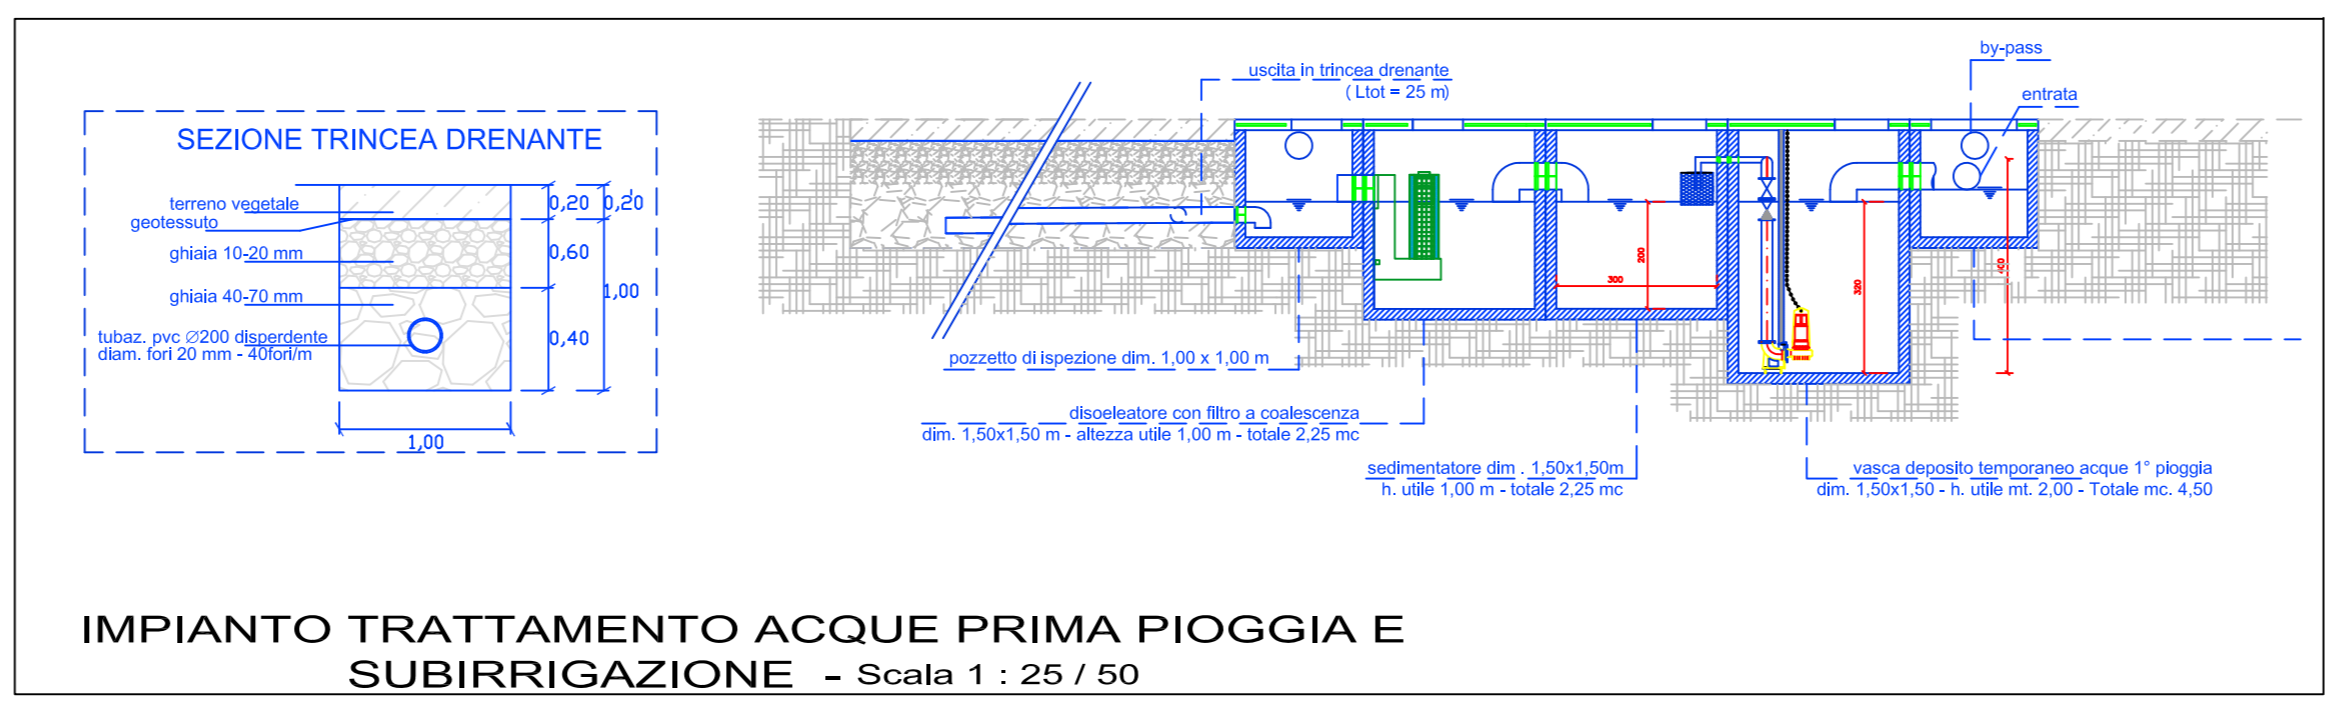 SEZIONE TRINCEA DRENANTE
terreno vegetale
geotessuto
ghiaia 10-20 mm
ghiaia 40-70 mm
tubaz. pvc Ø200 disperdente
diam. fori 20 mm - 40fori/m
0,20
0,20
0,60
1,00
0,40
1,00
uscita in trincea drenante
( Ltot = 25 m)
by-pass
entrata
200
300
320
400
pozzetto di ispezione dim. 1,00 x 1,00 m
disoeleatore con filtro a coalescenza
dim. 1,50x1,50 m - altezza utile 1,00 m - totale 2,25 mc
sedimentatore dim . 1,50x1,50m
h. utile 1,00 m - totale 2,25 mc
vasca deposito temporaneo acque 1° pioggia
dim. 1,50x1,50 - h. utile mt. 2,00 - Totale mc. 4,50
IMPIANTO TRATTAMENTO ACQUE PRIMA PIOGGIA E
SUBIRRIGAZIONE - Scala 1 : 25 / 50